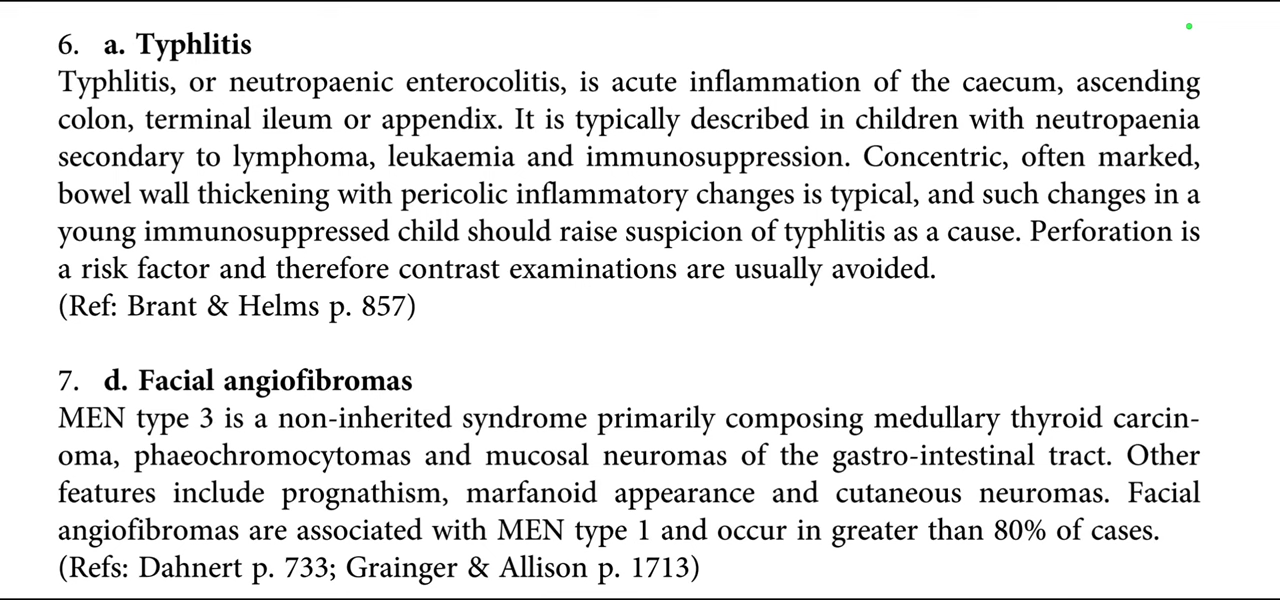 6. a. Typhlitis
Typhlitis, or neutropaenic enterocolitis, is acute inflammation of the caecum, ascending
colon, terminal ileum or appendix. It is typically described in children with neutropaenia
secondary to lymphoma, leukaemia and immunosuppression. Concentric, often marked,
bowel wall thickening with pericolic inflammatory changes is typical, and such changes in a
young immunosuppressed child should raise suspicion of typhlitis as a cause. Perforation is
a risk factor and therefore contrast examinations are usually avoided.
(Ref: Brant & Helms p. 857)
7. d. Facial angiofibromas
MEN type 3 is a non-inherited syndrome primarily composing medullary thyroid carcin-
oma, phaeochromocytomas and mucosal neuromas of the gastro-intestinal tract. Other
features include prognathism, marfanoid appearance and cutaneous neuromas. Facial
angiofibromas are associated with MEN type 1 and occur in greater than 80% of cases.
(Refs: Dahnert p. 733; Grainger & Allison p. 1713)